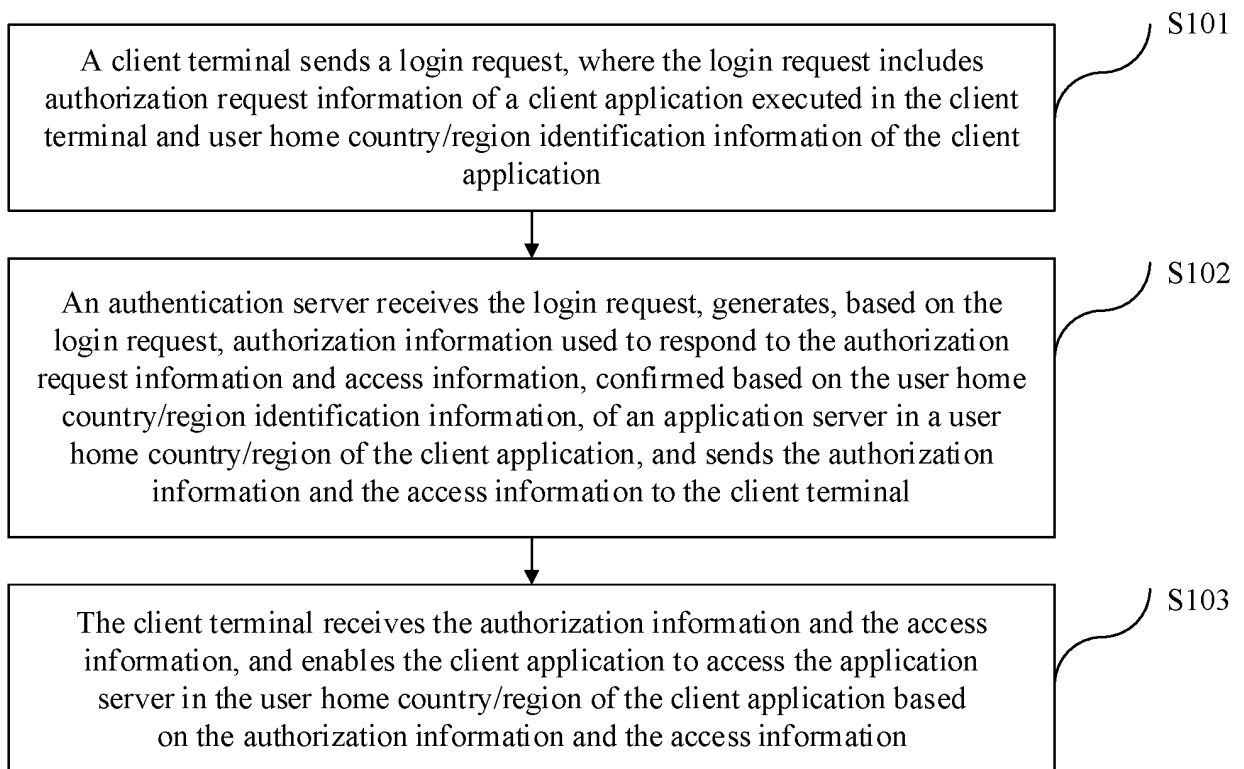 S101
A client terminal sends a login request, where the login request includes
authorization request information of a client application executed in the client
terminal and user home country/region identification information of the client
application
S102
An authentication server receives the login request, generates, based on the
login request, authorization information used to respond to the authorization
request information and access information, confirmed based on the user home
country/region identification information, of an application server in a user
home country/region of the client application, and sends the authorization
information and the access information to the client terminal
S103
The client terminal receives the authorization information and the access
information, and enables the client application to access the application
server in the user home country/region of the client application based
on the authorization information and the access information